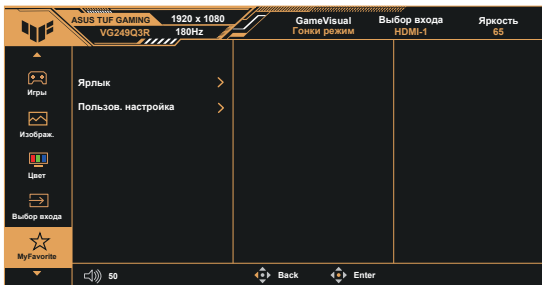 ASUS TUF GAMING
VG249Q3R
1920 x 1080
180Hz
GameVisual
Гонки режим
Выбор входа
HDMI-1
Яркость
65
Игры
Изображ.
Цвет
Выбор входа
MyFavorite
Ярлык
Пользов. настройка
50
Back
Enter